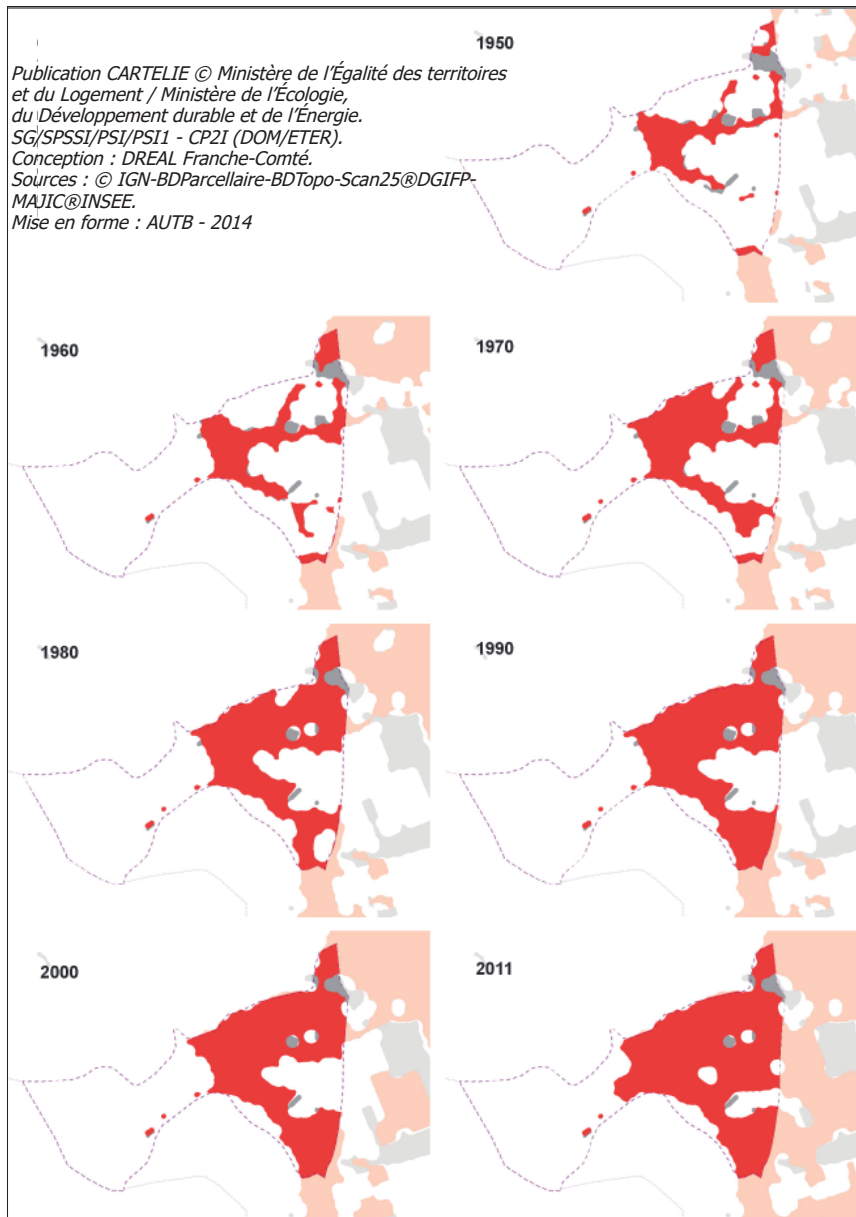 1950
Publication CARTELIE © Ministère de l'Égalité des territoires
et du Logement / Ministère de l'Écologie,
du Développement durable et de l'Énergie.
SG/SPSSI/PSI/PSI1 - CP2I (DOM/ETER).
Conception : DREAL Franche-Comté.
Sources : © IGN-BDParcellaire-BDTopo-Scan25®DGIFP-
MAJIC®INSEE.
Mise en forme : AUTB - 2014
1960
1970
1980
1990
2000
2011